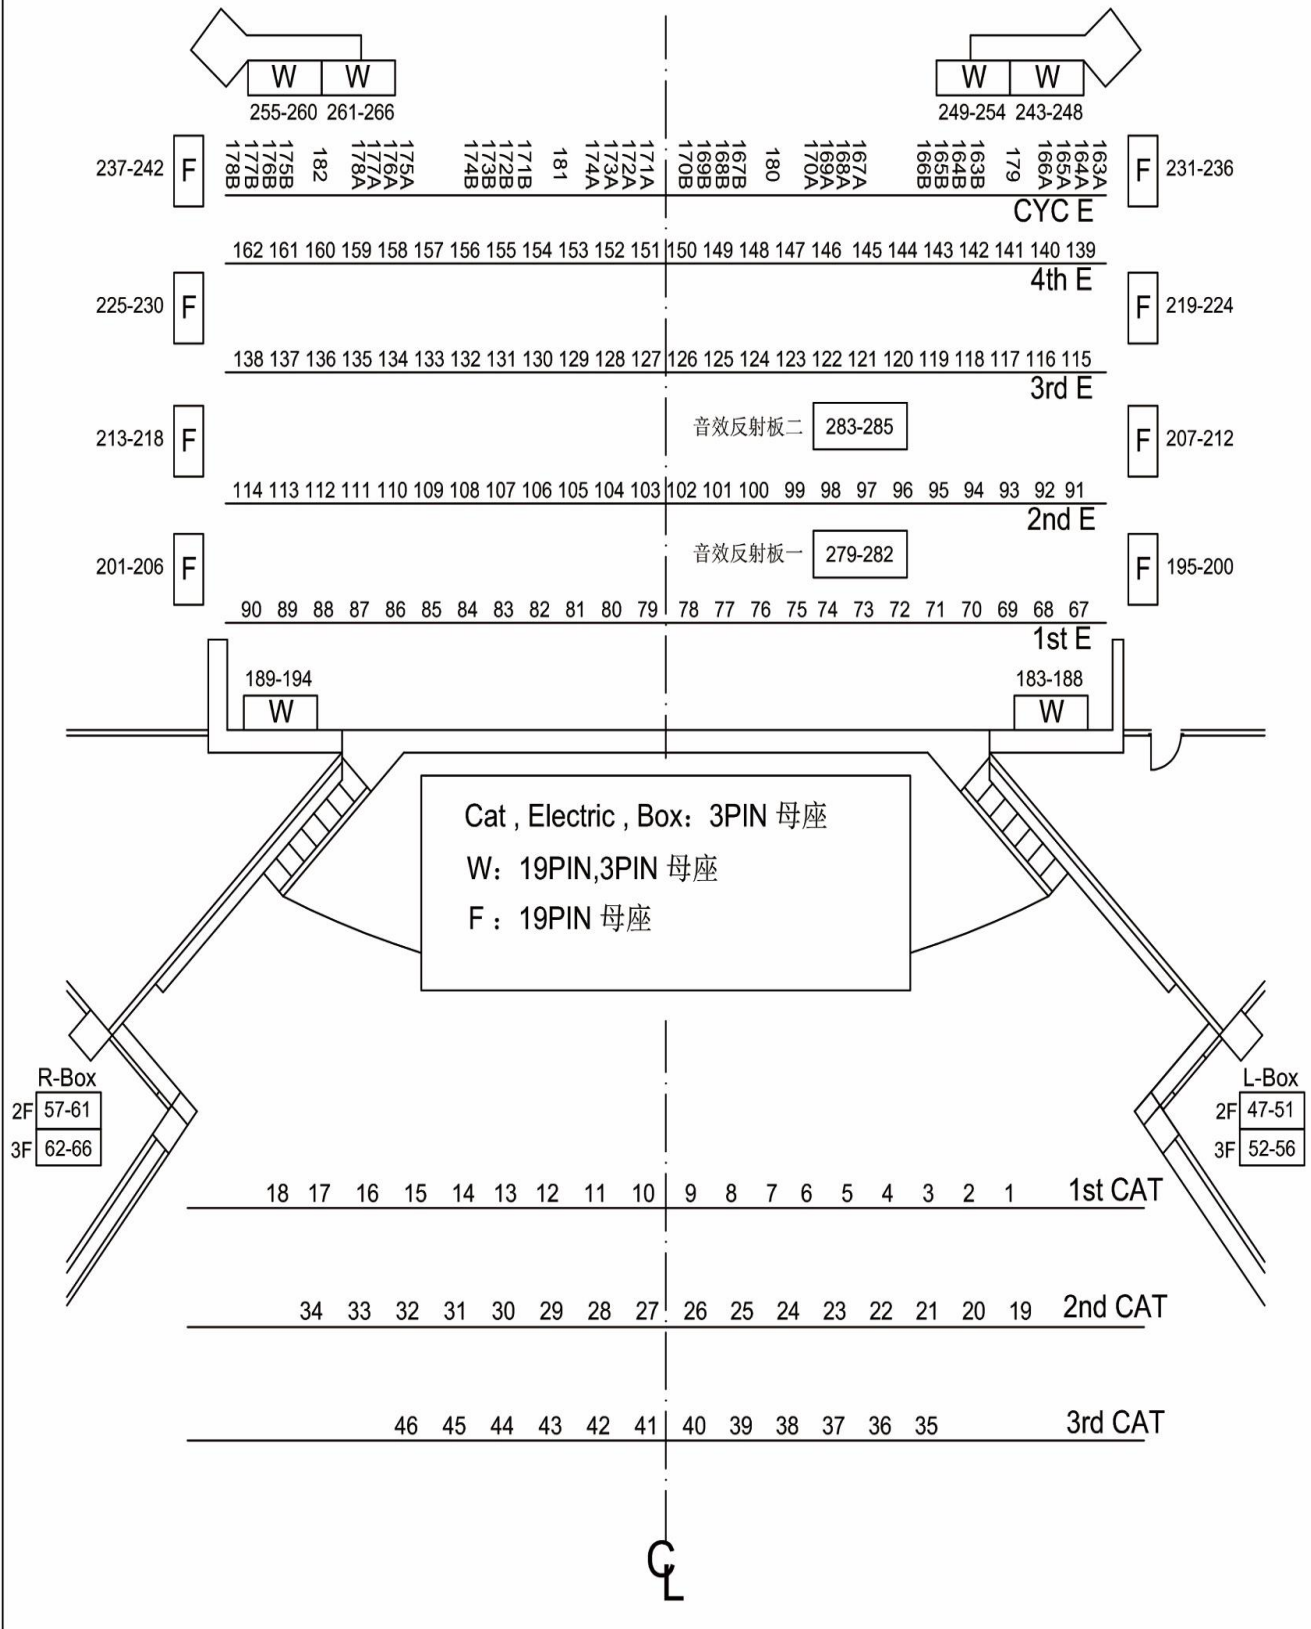 W W W W
255-260 261-266 249-254 243-248
237-242 F 178B 177B 176B 175B 182 178A 177A 176A 175A 174B 173B 172B 171B 181 174A 173A 172A 171A 170B 169B 168B 167B 180 170A 169A 168A 167A 166B 165B 164B 163B 179 166A 165A 164A 163A F 231-236
CYC E
162 161 160 159 158 157 156 155 154 153 152 151 150 149 148 147 146 145 144 143 142 141 140 139
4th E
225-230 F F 219-224
138 137 136 135 134 133 132 131 130 129 128 127 126 125 124 123 122 121 120 119 118 117 116 115
3rd E
213-218 F 音效反射板二 283-285 F 207-212
114 113 112 111 110 109 108 107 106 105 104 103 102 101 100 99 98 97 96 95 94 93 92 91
2nd E
201-206 F 音效反射板一 279-282 F 195-200
90 89 88 87 86 85 84 83 82 81 80 79 78 77 76 75 74 73 72 71 70 69 68 67
1st E
189-194 183-188
W W
Cat , Electric , Box: 3PIN 母座
W: 19PIN,3PIN 母座
F : 19PIN 母座
R-Box L-Box
2F 57-61 2F 47-51
3F 62-66 3F 52-56
18 17 16 15 14 13 12 11 10 9 8 7 6 5 4 3 2 1 1st CAT
34 33 32 31 30 29 28 27 26 25 24 23 22 21 20 19 2nd CAT
46 45 44 43 42 41 40 39 38 37 36 35 3rd CAT
CL